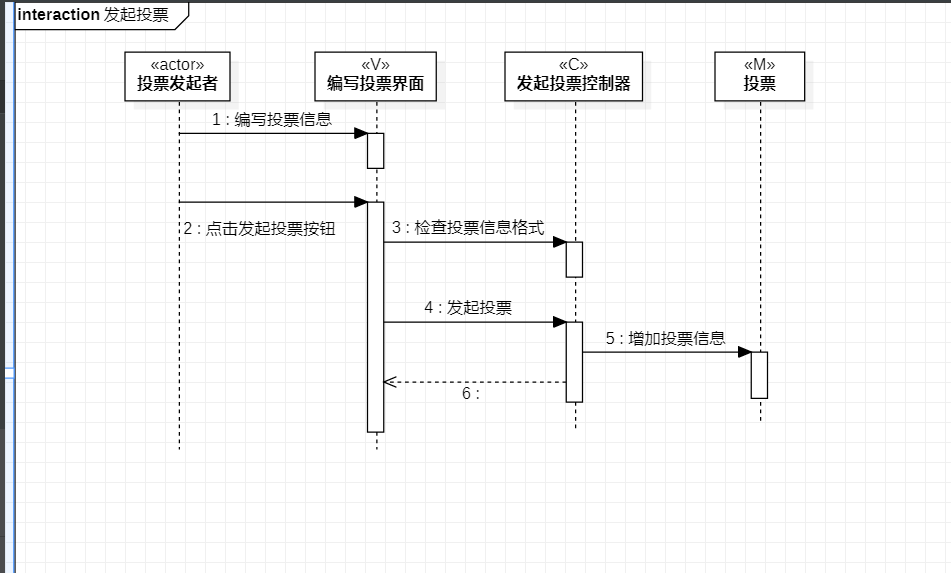 interaction 发起投票
«actor»
投票发起者
«V»
编写投票界面
«C»
发起投票控制器
«M»
投票
1 : 编写投票信息
2 : 点击发起投票按钮
3 : 检查投票信息格式
4 : 发起投票
5 : 增加投票信息
6 :